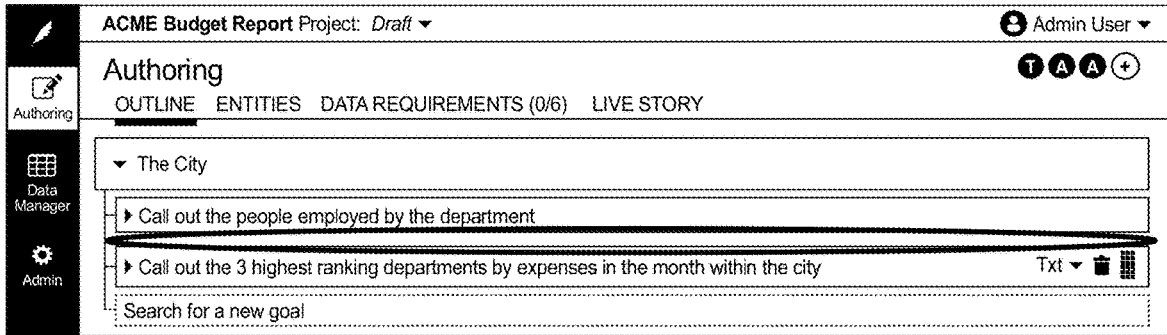 ACME Budget Report Project: Draft
Admin User
Authoring
T A A +
Authoring
OUTLINE ENTITIES DATA REQUIREMENTS (0/6) LIVE STORY
The City
Data
Manager
Call out the people employed by the department
Call out the 3 highest ranking departments by expenses in the month within the city
Txt
Admin
Search for a new goal